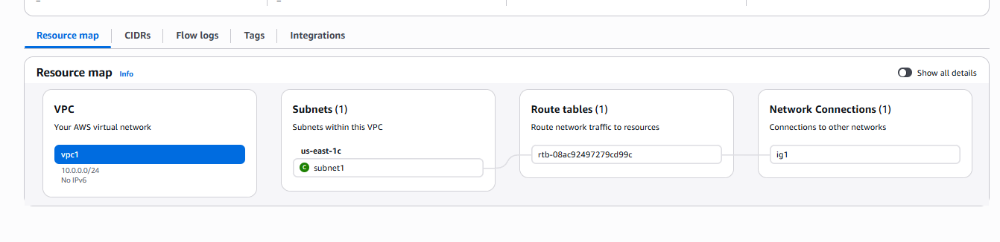 Resource map
CIDRs
Flow logs
Tags
Integrations
Resource map Info
Show all details
VPC
Your AWS virtual network
vpc1
10.0.0.0/24
No IPv6
Subnets (1)
Subnets within this VPC
us-east-1c
C subnet1
Route tables (1)
Route network traffic to resources
rtb-08ac92497279cd99c
Network Connections (1)
Connections to other networks
ig1